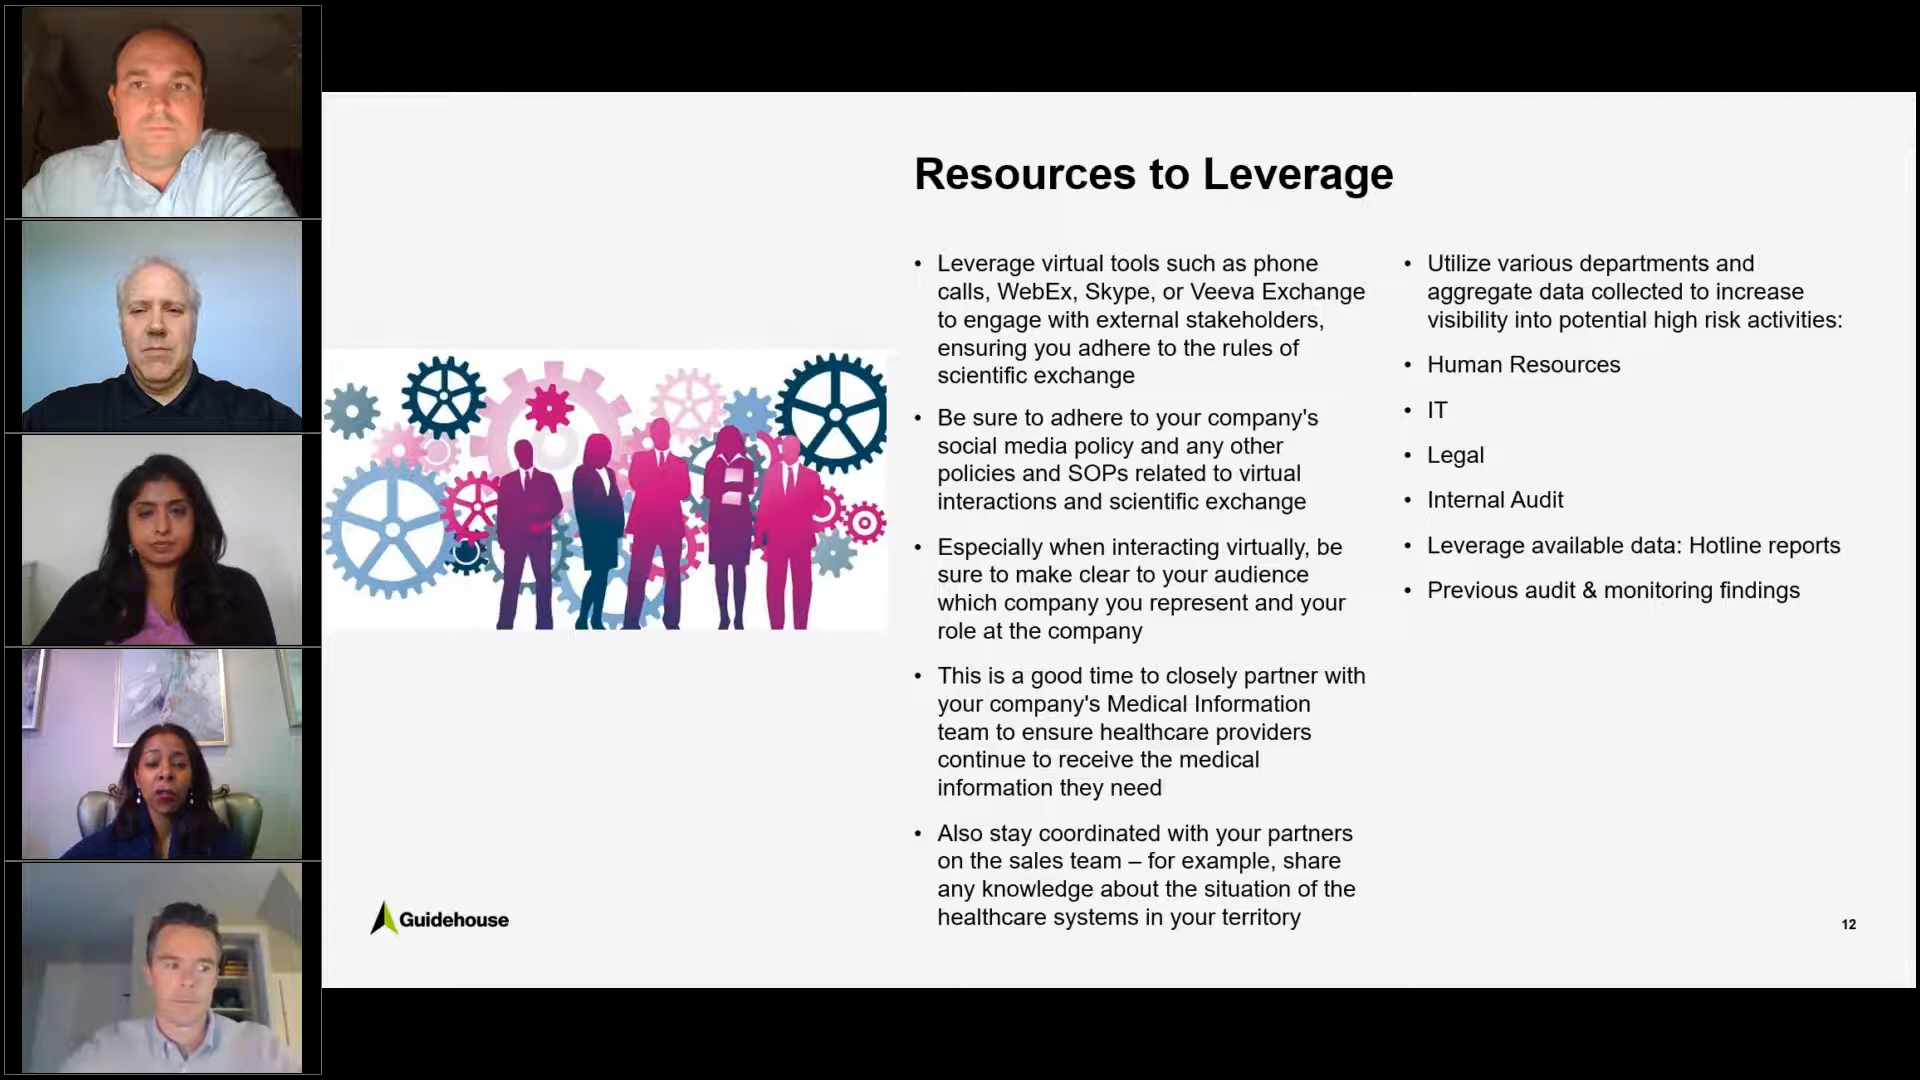 Resources to Leverage
• Leverage virtual tools such as phone
calls, WebEx, Skype, or Veeva Exchange
to engage with external stakeholders,
ensuring you adhere to the rules of
scientific exchange
• Be sure to adhere to your company's
social media policy and any other
policies and SOPs related to virtual
interactions and scientific exchange
• Especially when interacting virtually, be
sure to make clear to your audience
which company you represent and your
role at the company
• This is a good time to closely partner with
your company's Medical Information
team to ensure healthcare providers
continue to receive the medical
information they need
• Also stay coordinated with your partners
on the sales team – for example, share
any knowledge about the situation of the
healthcare systems in your territory
• Utilize various departments and
aggregate data collected to increase
visibility into potential high risk activities:
• Human Resources
• IT
• Legal
• Internal Audit
• Leverage available data: Hotline reports
• Previous audit & monitoring findings
Guidehouse
12